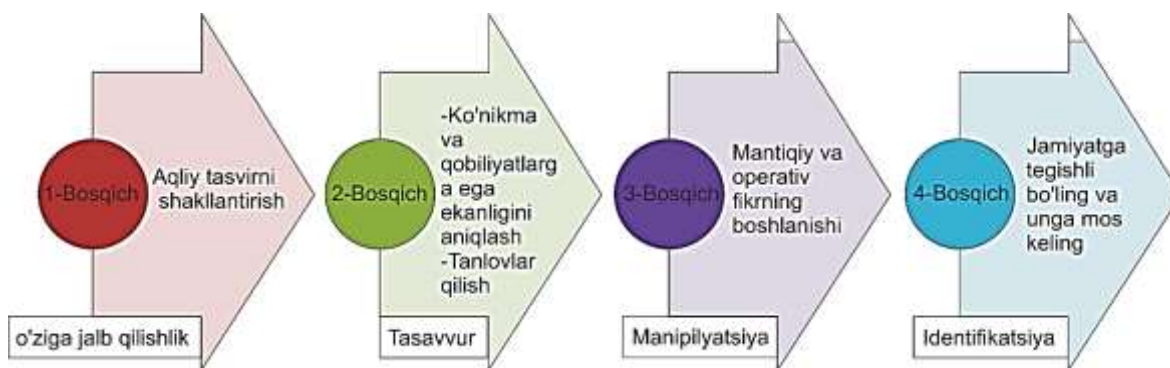 1-Bosqich
Aqliy tasvirni
shakllantirish
o'ziga jalb qilishlik
2-Bosqich
-Ko'nikma
va
qobiliyatlarg
a ega
ekanligini
aniqlash
-Tanlovlar
qilish
Tasavvur
3-Bosqich
Mantiqiy va
operativ
fikrning
boshlanishi
Manipilyatsiya
4-Bosqich
Jamiyatga
tegishli
bo'ling va
unga mos
keling
Identifikatsiya